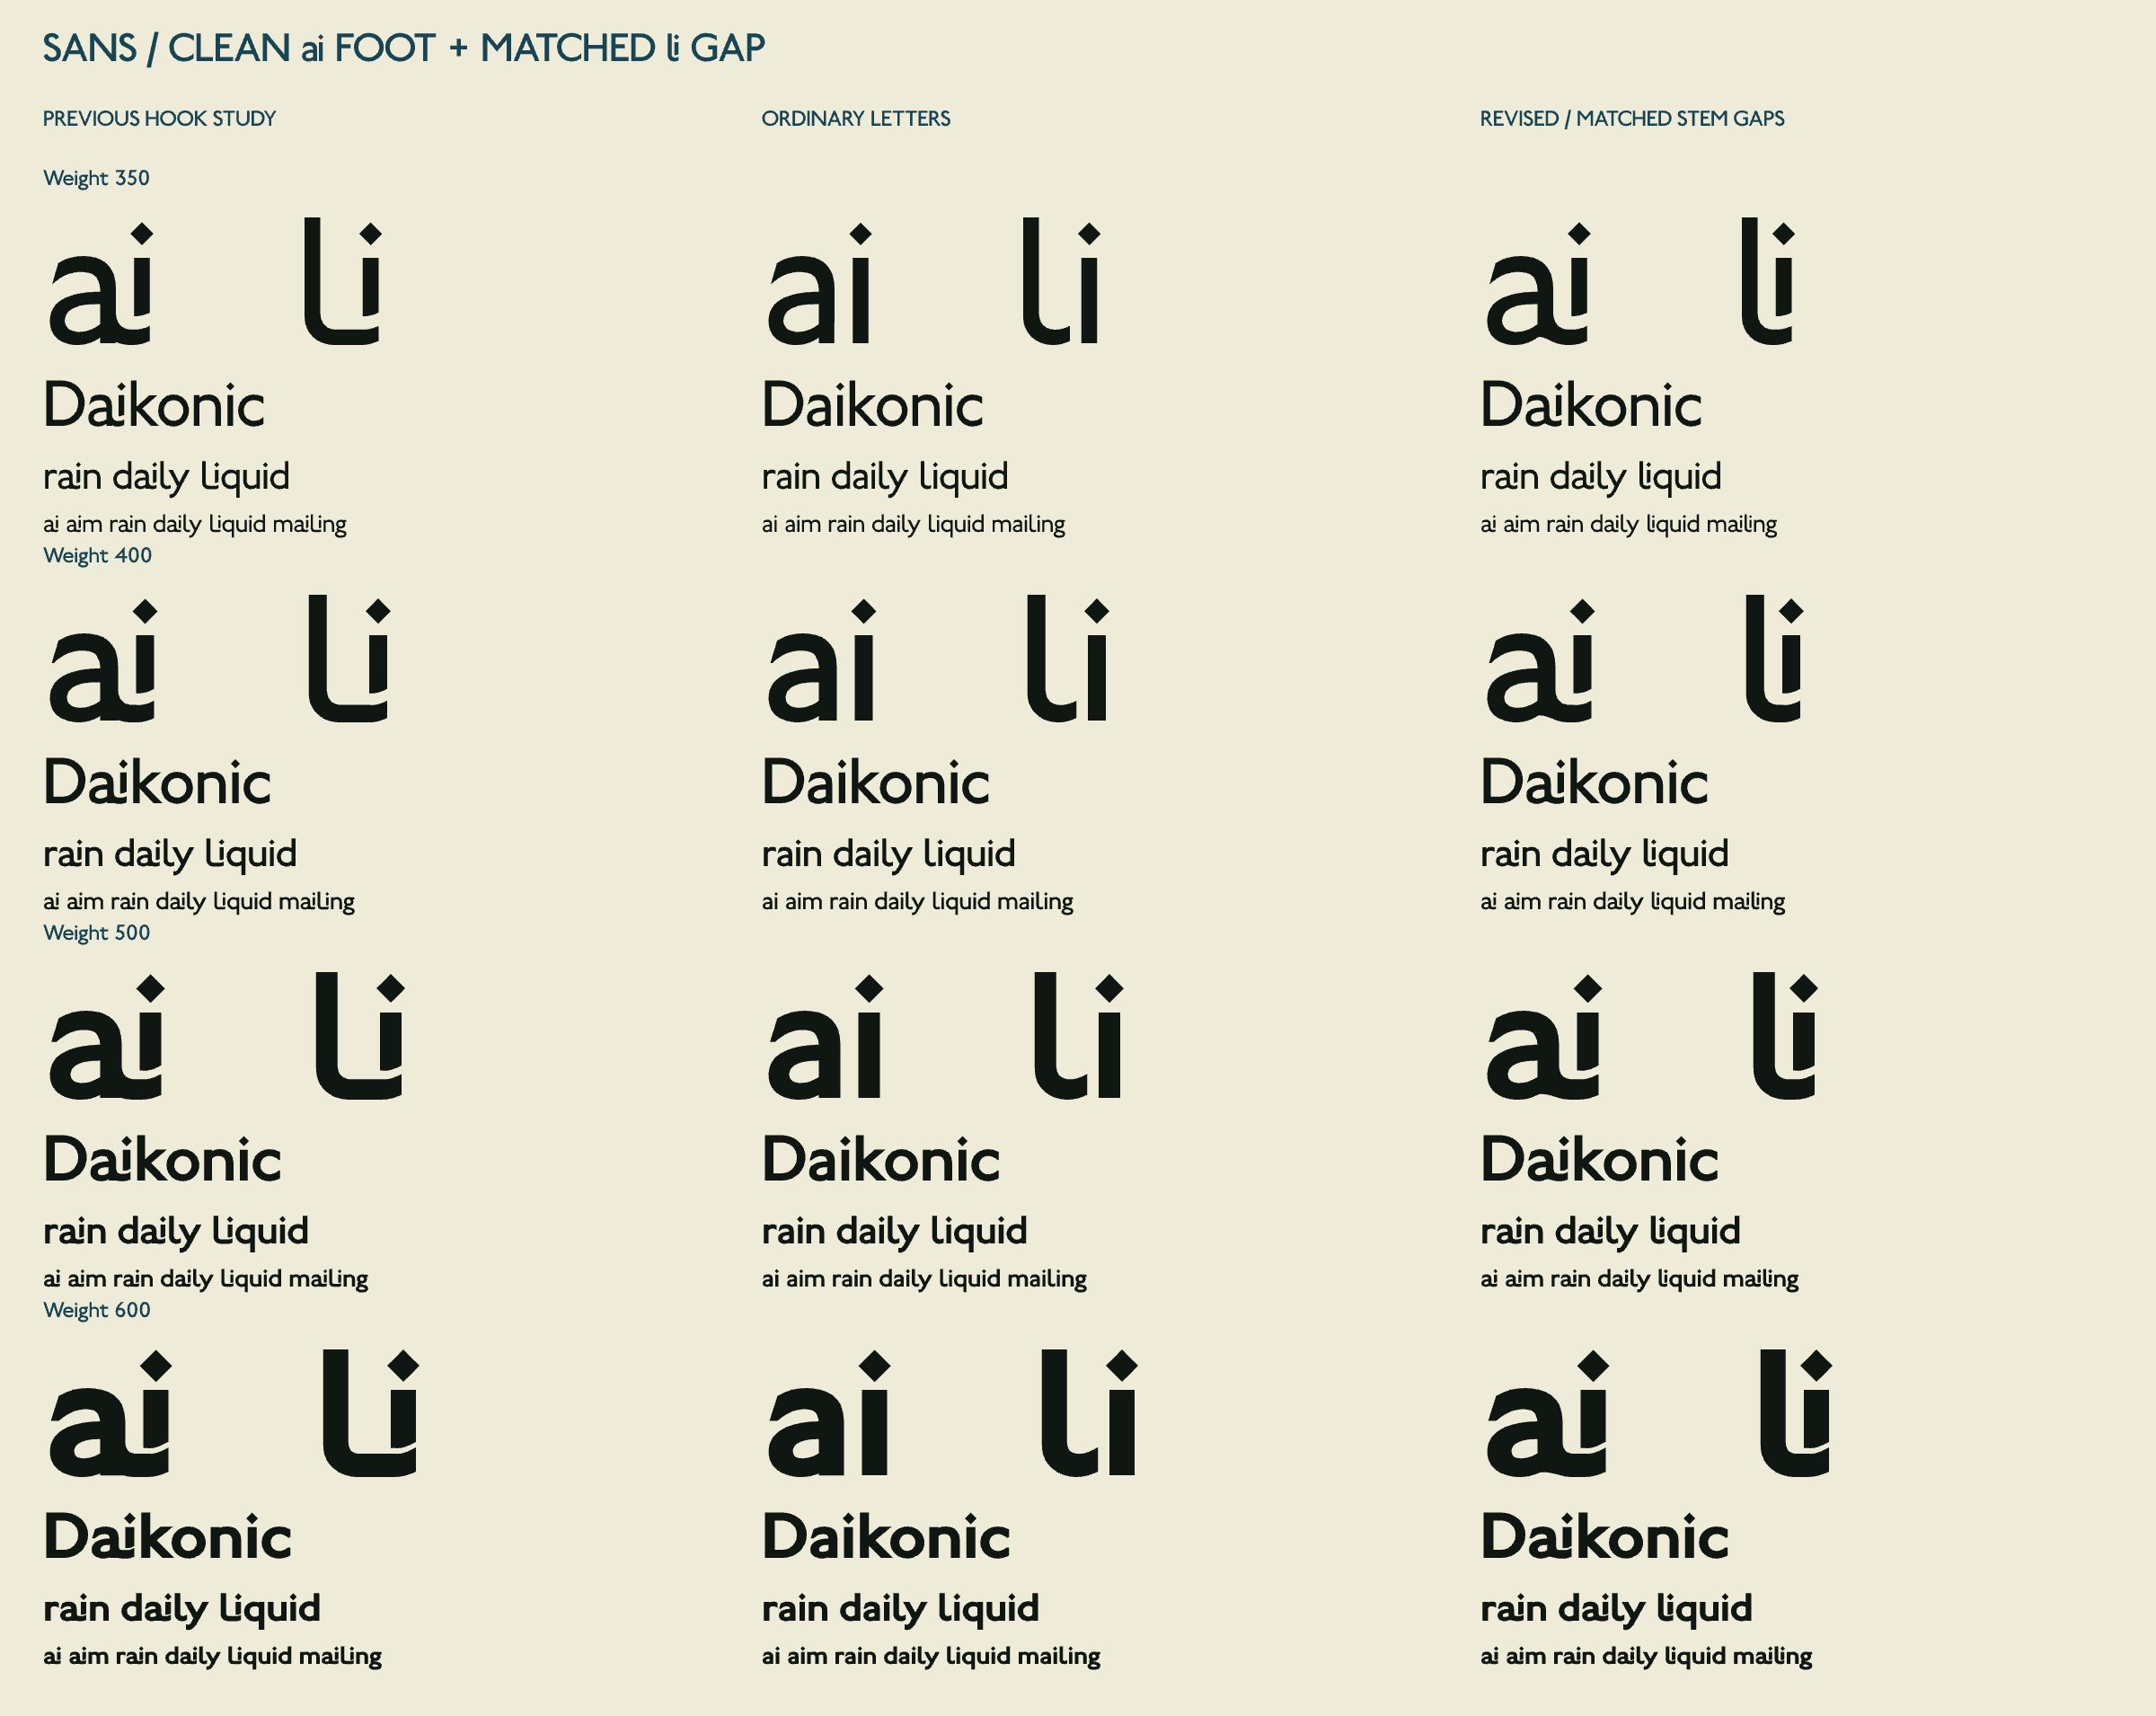 SANS / CLEAN ai FOOT + MATCHED li GAP
PREVIOUS HOOK STUDY ORDINARY LETTERS REVISED / MATCHED STEM GAPS
Weight 350
ai li ai li ai li
Daikonic Daikonic Daikonic
rain daily liquid rain daily liquid rain daily liquid
ai aim rain daily liquid mailing ai aim rain daily liquid mailing ai aim rain daily liquid mailing
Weight 400
ai li ai li ai li
Daikonic Daikonic Daikonic
rain daily liquid rain daily liquid rain daily liquid
ai aim rain daily liquid mailing ai aim rain daily liquid mailing ai aim rain daily liquid mailing
Weight 500
ai li ai li ai li
Daikonic Daikonic Daikonic
rain daily liquid rain daily liquid rain daily liquid
ai aim rain daily liquid mailing ai aim rain daily liquid mailing ai aim rain daily liquid mailing
Weight 600
ai li ai li ai li
Daikonic Daikonic Daikonic
rain daily liquid rain daily liquid rain daily liquid
ai aim rain daily liquid mailing ai aim rain daily liquid mailing ai aim rain daily liquid mailing